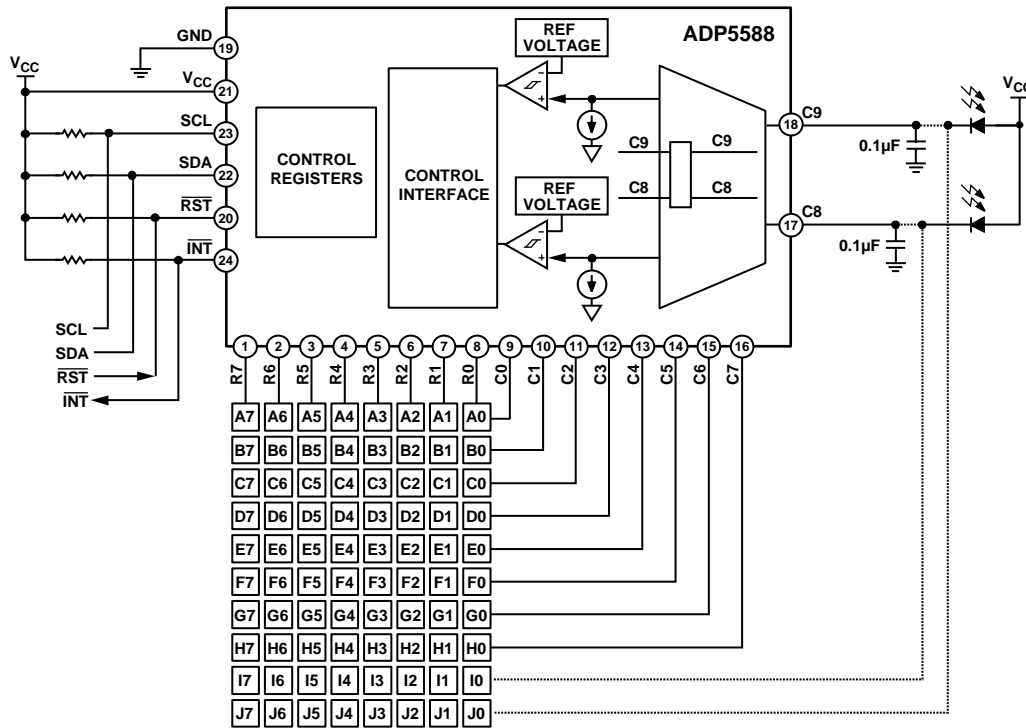 ADP5588
REF
VOLTAGE
GND
19
VCC
VCC
21
SCL
23
SDA
22
RST
20
INT
24
CONTROL
REGISTERS
CONTROL
INTERFACE
REF
VOLTAGE
–
+
–
+
C9 C9
C8 C8
18 C9
17 C8
0.1µF
0.1µF
VCC
SCL
SDA
RST
INT
1 2 3 4 5 6 7 8 9 10 11 12 13 14 15 16
R7 R6 R5 R4 R3 R2 R1 R0 C0 C1 C2 C3 C4 C5 C6 C7
A7 A6 A5 A4 A3 A2 A1 A0
B7 B6 B5 B4 B3 B2 B1 B0
C7 C6 C5 C4 C3 C2 C1 C0
D7 D6 D5 D4 D3 D2 D1 D0
E7 E6 E5 E4 E3 E2 E1 E0
F7 F6 F5 F4 F3 F2 F1 F0
G7 G6 G5 G4 G3 G2 G1 G0
H7 H6 H5 H4 H3 H2 H1 H0
I7 I6 I5 I4 I3 I2 I1 I0
J7 J6 J5 J4 J3 J2 J1 J0